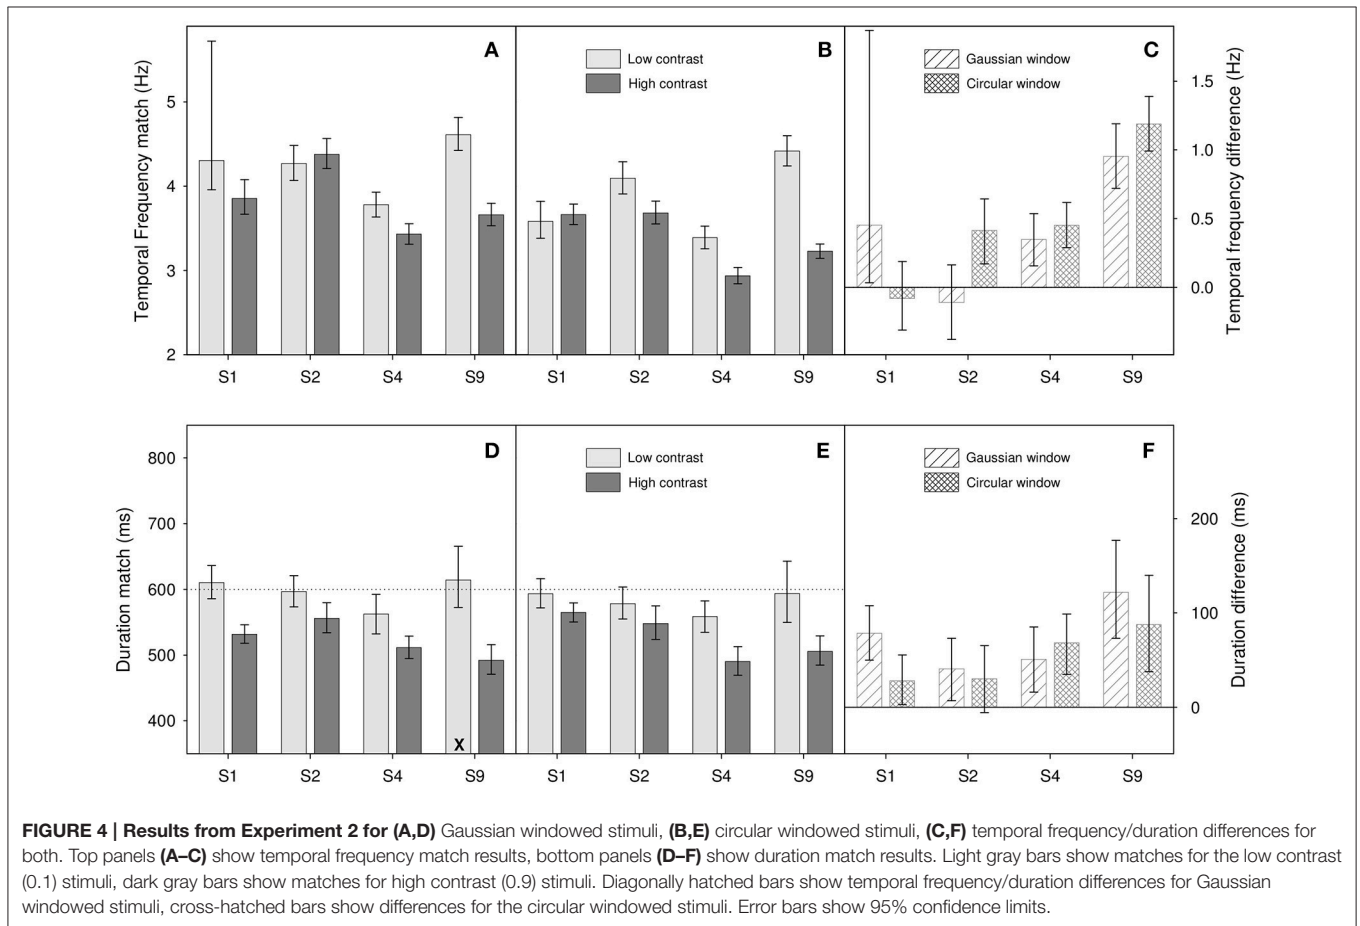 A
B
C
Low contrast
High contrast
Gaussian window
Circular window
Temporal Frequency match (Hz)
5
4
3
2
Temporal frequency difference (Hz)
1.5
1.0
0.5
0.0
S1 S2 S4 S9 S1 S2 S4 S9 S1 S2 S4 S9
D
E
F
Low contrast
High contrast
Gaussian window
Circular window
Duration match (ms)
800
700
600
500
400
Duration difference (ms)
200
100
0
X
S1 S2 S4 S9 S1 S2 S4 S9 S1 S2 S4 S9
FIGURE 4 | Results from Experiment 2 for (A,D) Gaussian windowed stimuli, (B,E) circular windowed stimuli, (C,F) temporal frequency/duration differences for
both. Top panels (A–C) show temporal frequency match results, bottom panels (D–F) show duration match results. Light gray bars show matches for the low contrast
(0.1) stimuli, dark gray bars show matches for high contrast (0.9) stimuli. Diagonally hatched bars show temporal frequency/duration differences for Gaussian
windowed stimuli, cross-hatched bars show differences for the circular windowed stimuli. Error bars show 95% confidence limits.